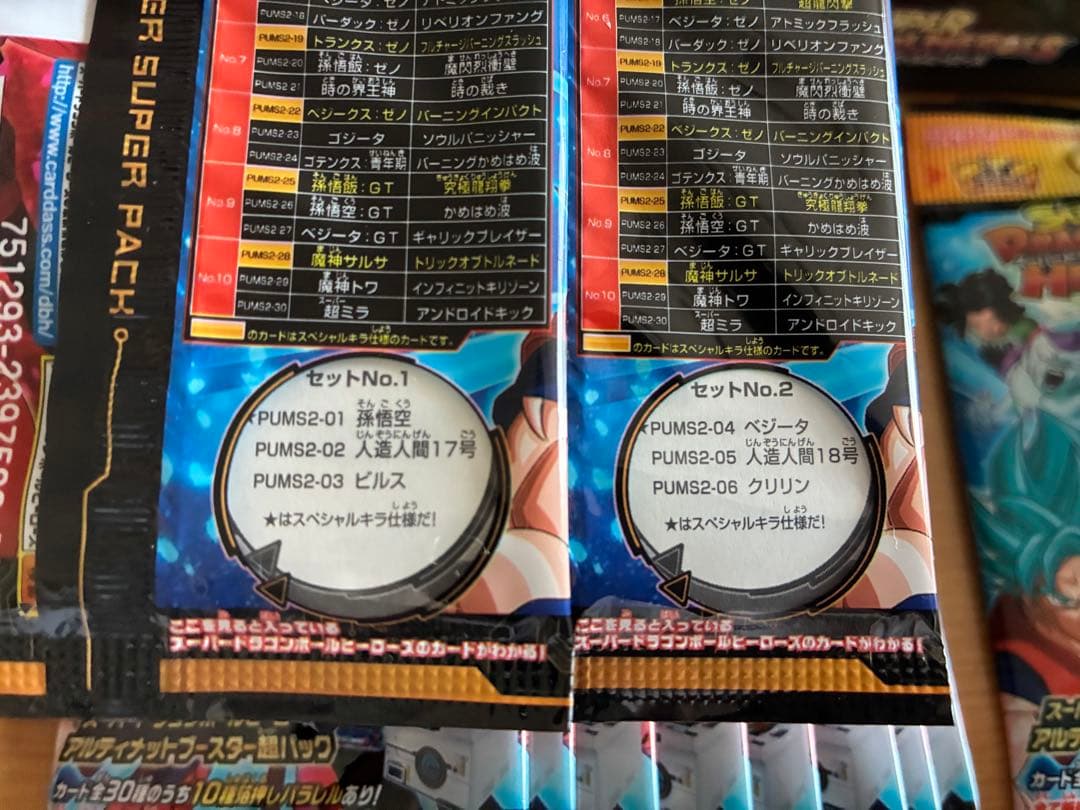 ER SUPER PACK
http://www.carddass.com/dbh/
PUMS2-18 バーダック：ゼノ リベリオンファング
No.7
PUMS2-19 トランクス：ゼノ フルチャージバーニングスラッシュ
PUMS2-20 孫悟飯：ゼノ 魔閃烈衝壁
PUMS2-21 時の界王神 時の裁き
No.8
PUMS2-22 ベジークス：ゼノ バーニングインパクト
PUMS2-23 ゴジータ ソウルパニッシャー
PUMS2-24 ゴテンクス：青年期 バーニングかめはめ波
No.9
PUMS2-25 孫悟飯：GT 究極龍翔拳
PUMS2-26 孫悟空：GT かめはめ波
PUMS2-27 ベジータ：GT ギャリックブレイザー
No.10
PUMS2-28 魔神サルサ トリックオブトルネード
PUMS2-29 魔神トワ インフィニットキリゾーン
PUMS2-30 超ミラ アンドロイドキック
のカードはスペシャルキラ仕様のカードです。
セットNo.1
★PUMS2-01 孫悟空
PUMS2-02 人造人間17号
PUMS2-03 ビルス
★はスペシャルキラ仕様だ!
ここを見ると入っている
スーパードラゴンボールヒーローズのカードがわかる!
No.6
超龍閃撃
PUMS2-17 ベジータ：ゼノ アトミックフラッシュ
PUMS2-18 バーダック：ゼノ リベリオンファング
No.7
PUMS2-19 トランクス：ゼノ フルチャージバーニングスラッシュ
PUMS2-20 孫悟飯：ゼノ 魔閃烈衝壁
PUMS2-21 時の界王神 時の裁き
No.8
PUMS2-22 ベジークス：ゼノ バーニングインパクト
PUMS2-23 ゴジータ ソウルパニッシャー
PUMS2-24 ゴテンクス：青年期 バーニングかめはめ波
No.9
PUMS2-25 孫悟飯：GT 究極龍翔拳
PUMS2-26 孫悟空：GT かめはめ波
PUMS2-27 ベジータ：GT ギャリックブレイザー
No.10
PUMS2-28 魔神サルサ トリックオブトルネード
PUMS2-29 魔神トワ インフィニットキリゾーン
PUMS2-30 超ミラ アンドロイドキック
のカードはスペシャルキラ仕様のカードです。
セットNo.2
★PUMS2-04 ベジータ
PUMS2-05 人造人間18号
PUMS2-06 クリリン
★はスペシャルキラ仕様だ!
ここを見ると入っている
スーパードラゴンボールヒーローズのカードがわかる!
アルティメットブースター超パック
カード全30種のうち10種箔押しパラレルあり!